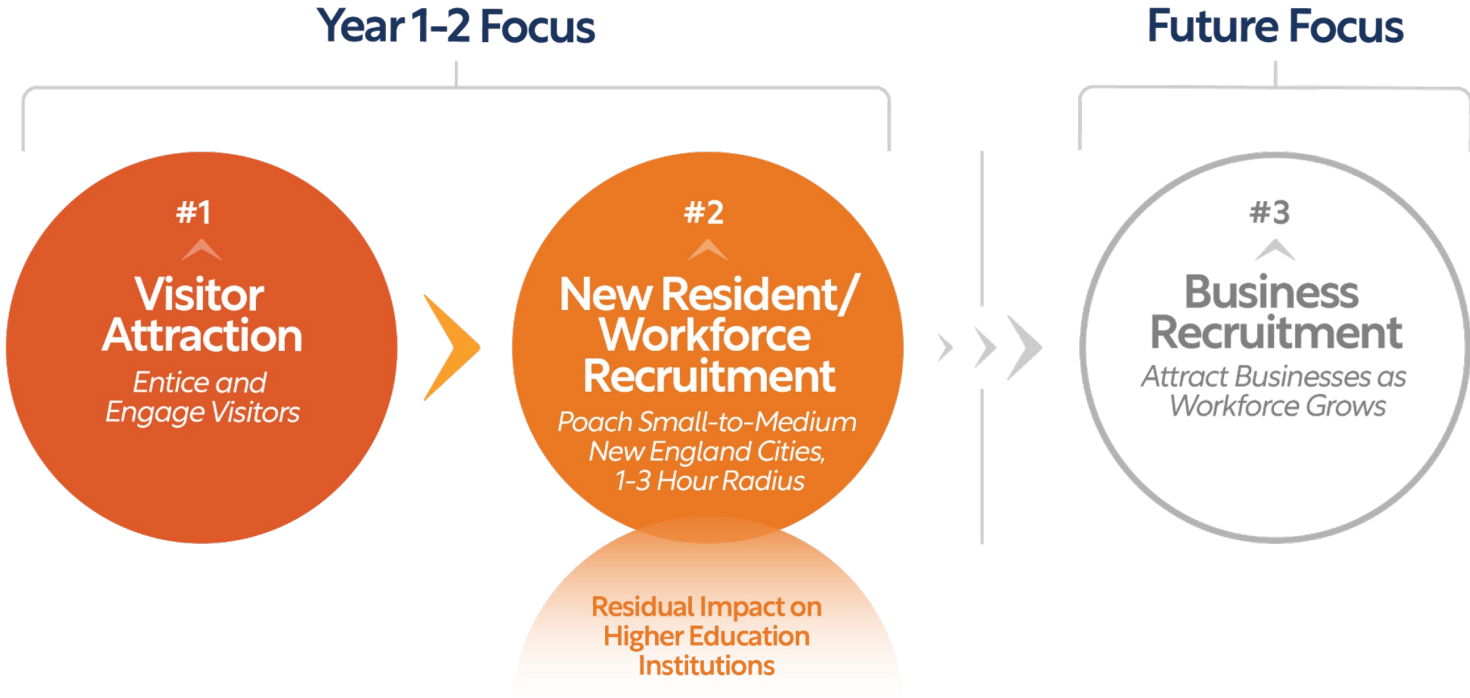 Year 1-2 Focus
Future Focus
#1
Visitor
Attraction
Entice and
Engage Visitors
#2
New Resident/
Workforce
Recruitment
Poach Small-to-Medium
New England Cities,
1-3 Hour Radius
Residual Impact on
Higher Education
Institutions
#3
Business
Recruitment
Attract Businesses as
Workforce Grows